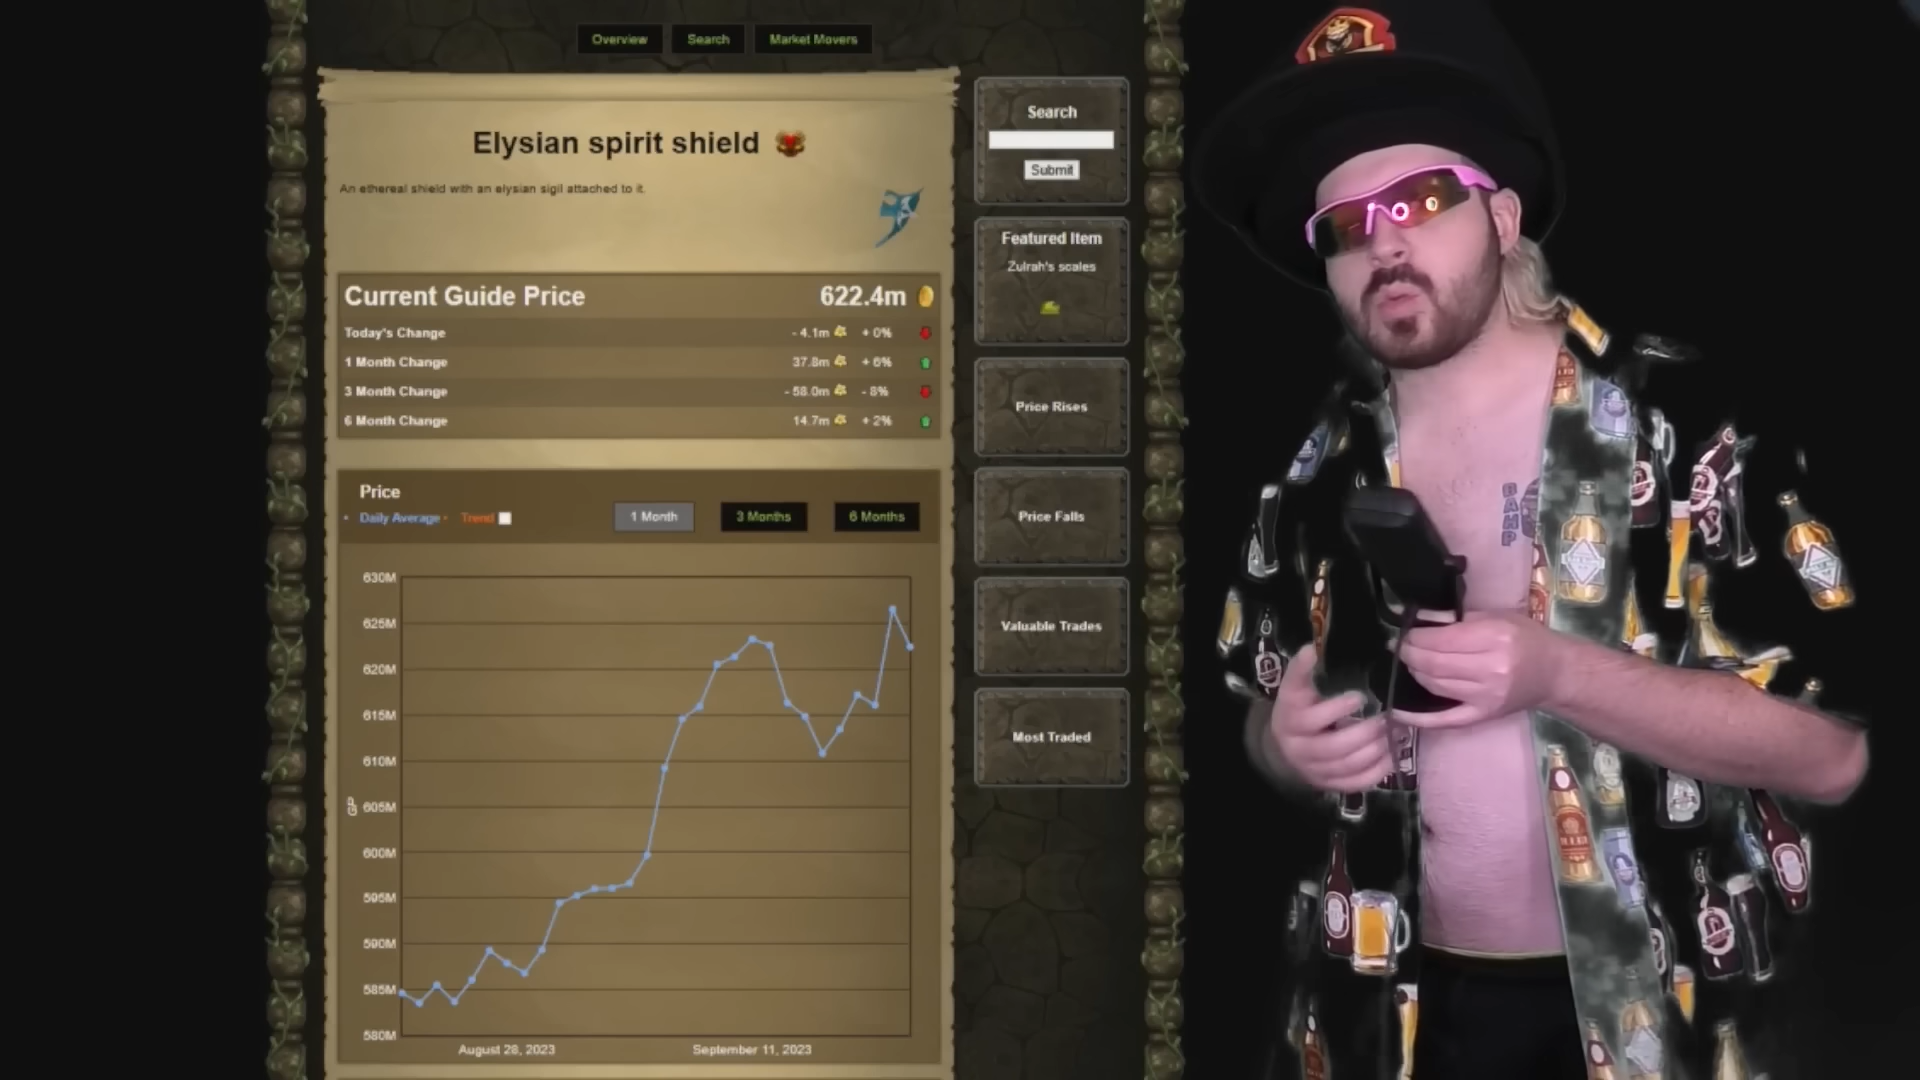 Overview
Search
Market Movers
Elysian spirit shield
An ethereal shield with an elysian sigil attached to it.
Current Guide Price 622.4m
Today's Change - 4.1m + 0%
1 Month Change 37.8m + 6%
3 Month Change - 58.0m - 8%
6 Month Change 14.7m + 2%
Price
Daily Average Trend
1 Month
3 Months
6 Months
630M
625M
620M
615M
610M
605M
600M
595M
590M
585M
580M
GP
August 28, 2023
September 11, 2023
Search
Submit
Featured Item
Zulrah's scales
Price Rises
Price Falls
Valuable Trades
Most Traded